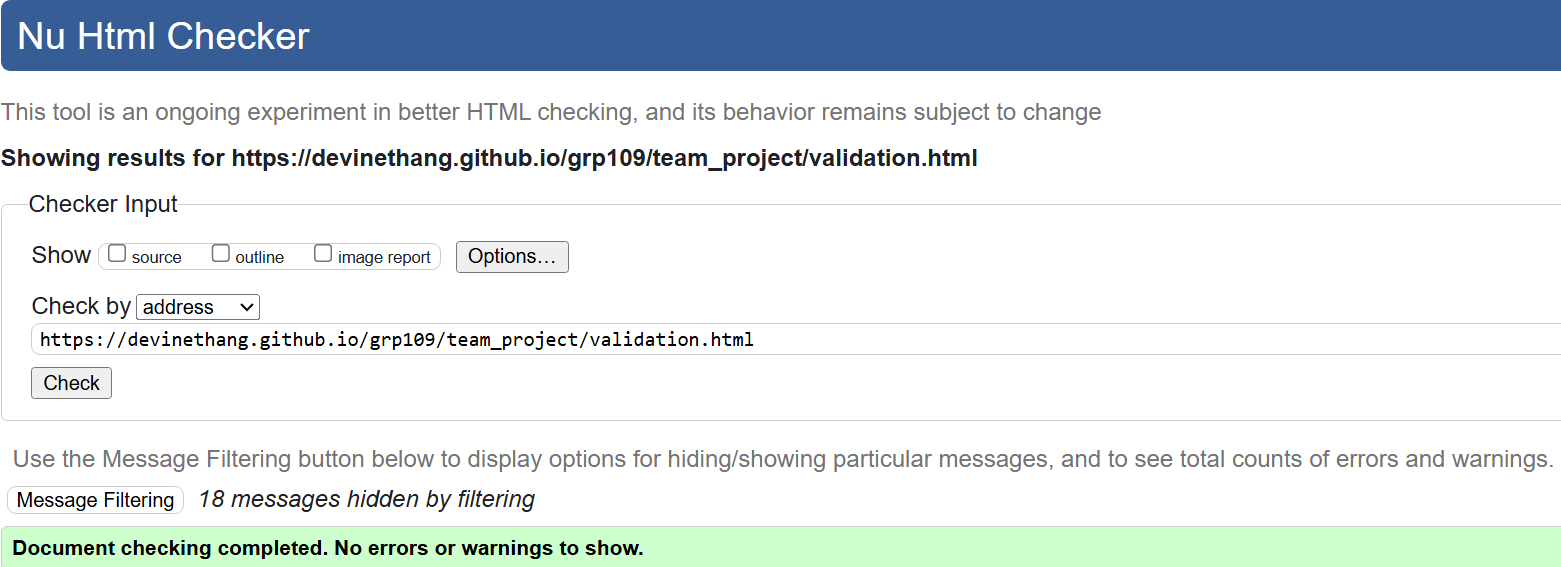 Nu Html Checker
This tool is an ongoing experiment in better HTML checking, and its behavior remains subject to change
Showing results for https://devinethang.github.io/grp109/team_project/validation.html
Checker Input
Show source outline image report Options…
Check by address
https://devinethang.github.io/grp109/team_project/validation.html
Check
Use the Message Filtering button below to display options for hiding/showing particular messages, and to see total counts of errors and warnings.
Message Filtering 18 messages hidden by filtering
Document checking completed. No errors or warnings to show.